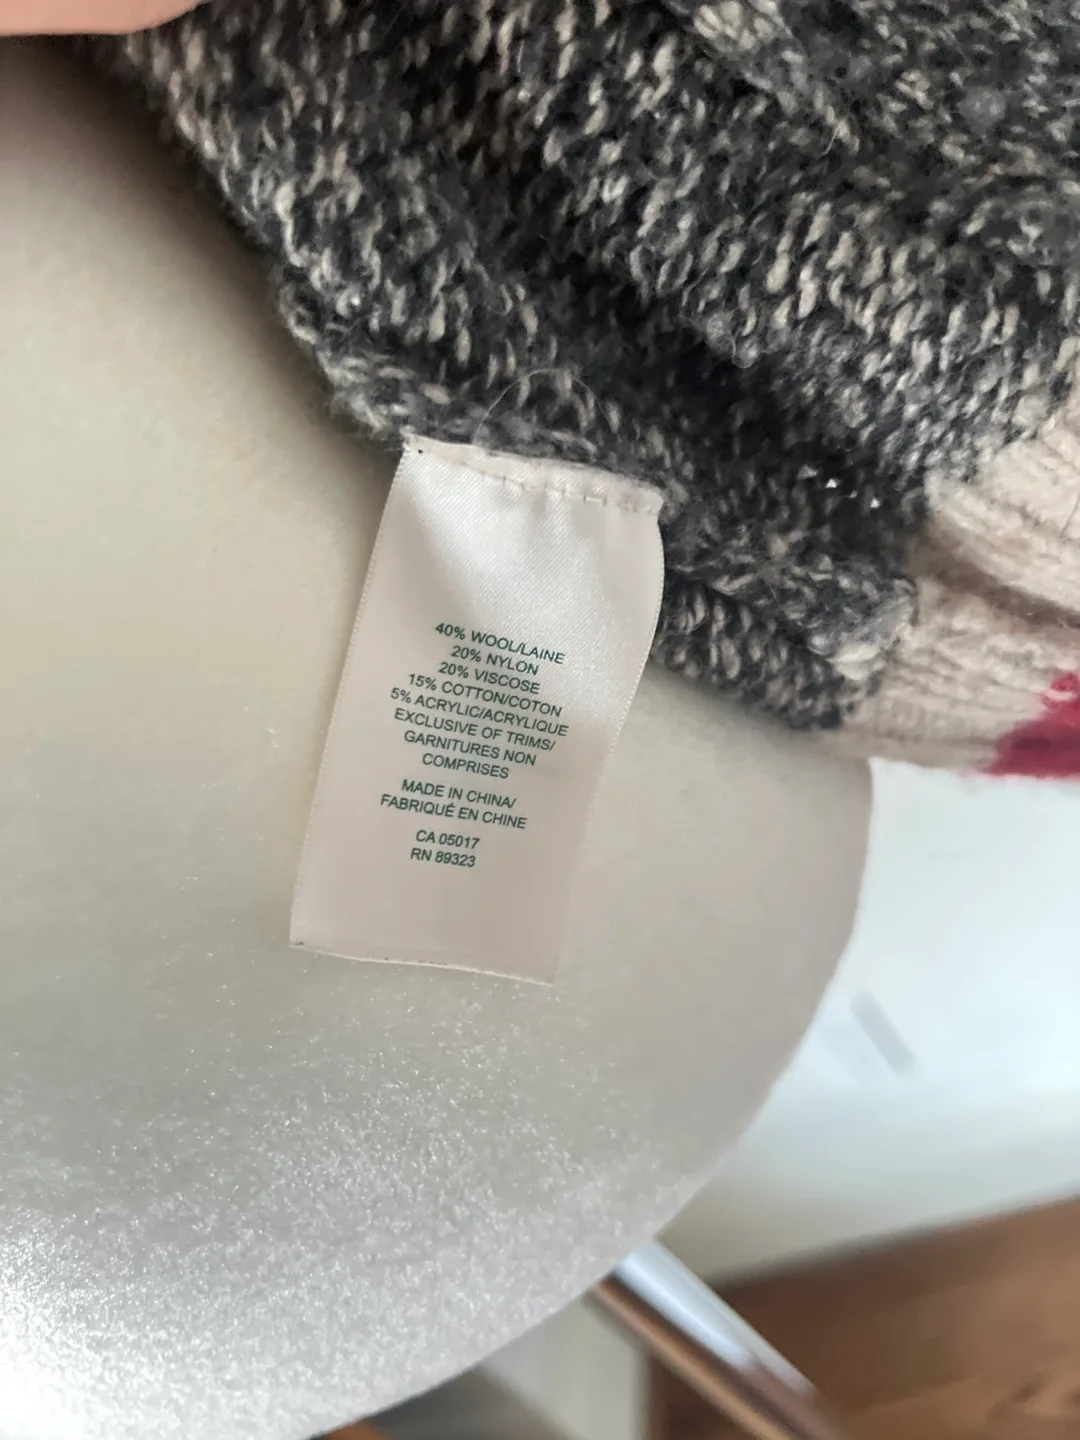 40% WOOL/LAINE
20% NYLON
20% VISCOSE
15% COTTON/COTON
5% ACRYLIC/ACRYLIQUE
EXCLUSIVE OF TRIMS/
GARNITURES NON
COMPRISES
MADE IN CHINA/
FABRIQUÉ EN CHINE
CA 05017
RN 89323